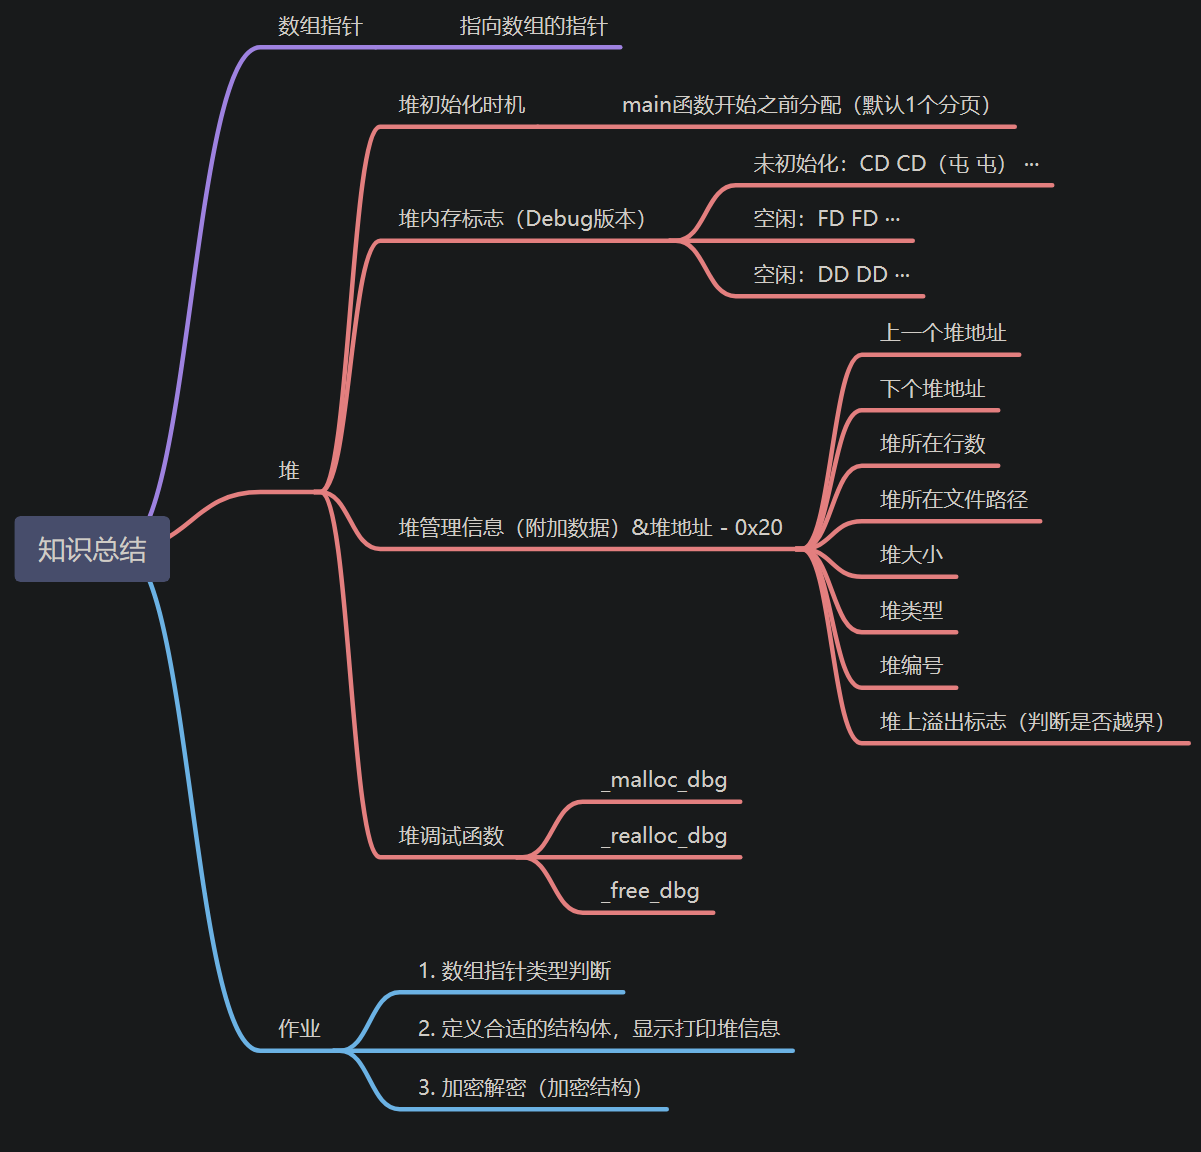 知识总结
数组指针
指向数组的指针
堆
堆初始化时机
main函数开始之前分配（默认1个分页）
堆内存标志（Debug版本）
未初始化：CD CD（屯 屯） ···
空闲：FD FD ···
空闲：DD DD ···
堆管理信息（附加数据）&堆地址 - 0x20
上一个堆地址
下个堆地址
堆所在行数
堆所在文件路径
堆大小
堆类型
堆编号
堆上溢出标志（判断是否越界）
堆调试函数
_malloc_dbg
_realloc_dbg
_free_dbg
作业
1. 数组指针类型判断
2. 定义合适的结构体，显示打印堆信息
3. 加密解密（加密结构）